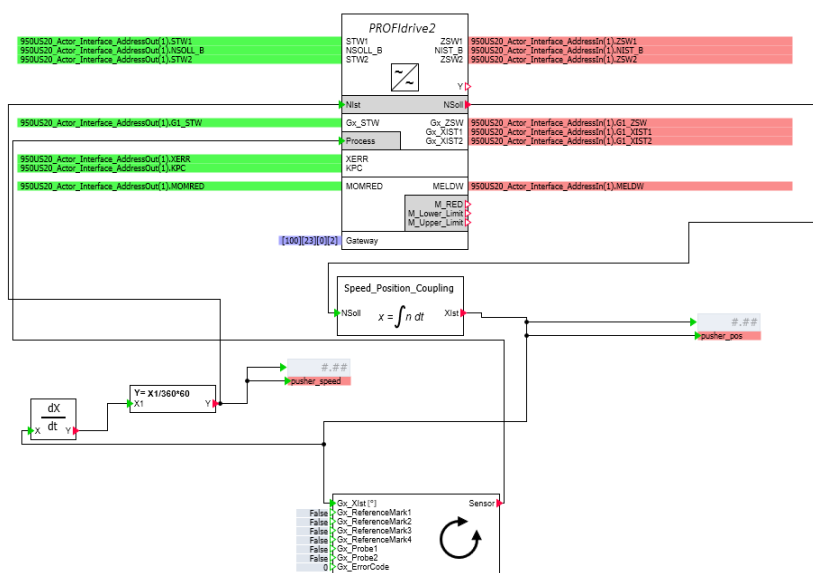 PROFIdrive2
950US20_Actor_Interface_AddressOut(1).STW1 STW1 ZSW1 950US20_Actor_Interface_AddressIn(1).ZSW1
950US20_Actor_Interface_AddressOut(1).NSOLL_B NSOLL_B NIST_B 950US20_Actor_Interface_AddressIn(1).NIST_B
950US20_Actor_Interface_AddressOut(1).STW2 STW2 ZSW2 950US20_Actor_Interface_AddressIn(1).ZSW2
~/~
Y
NIst NSoll
950US20_Actor_Interface_AddressOut(1).G1_STW Gx_STW Gx_ZSW 950US20_Actor_Interface_AddressIn(1).G1_ZSW
Gx_XIST1 950US20_Actor_Interface_AddressIn(1).G1_XIST1
Process Gx_XIST2 950US20_Actor_Interface_AddressIn(1).G1_XIST2
950US20_Actor_Interface_AddressOut(1).XERR XERR
950US20_Actor_Interface_AddressOut(1).KPC KPC
950US20_Actor_Interface_AddressOut(1).MOMRED MOMRED MELDW 950US20_Actor_Interface_AddressIn(1).MELDW
M_RED
M_Lower_Limit
M_Upper_Limit
[100][23][0][2] Gateway
Speed_Position_Coupling
NSoll x = ∫ n dt XIst
#.##
pusher_pos
#.##
pusher_speed
Y= X1/360*60
X1 Y
dX
dt
X Y
Gx_XIst [°] Sensor
False Gx_ReferenceMark1
False Gx_ReferenceMark2
False Gx_ReferenceMark3
False Gx_ReferenceMark4
False Gx_Probe1
False Gx_Probe2
0 Gx_ErrorCode